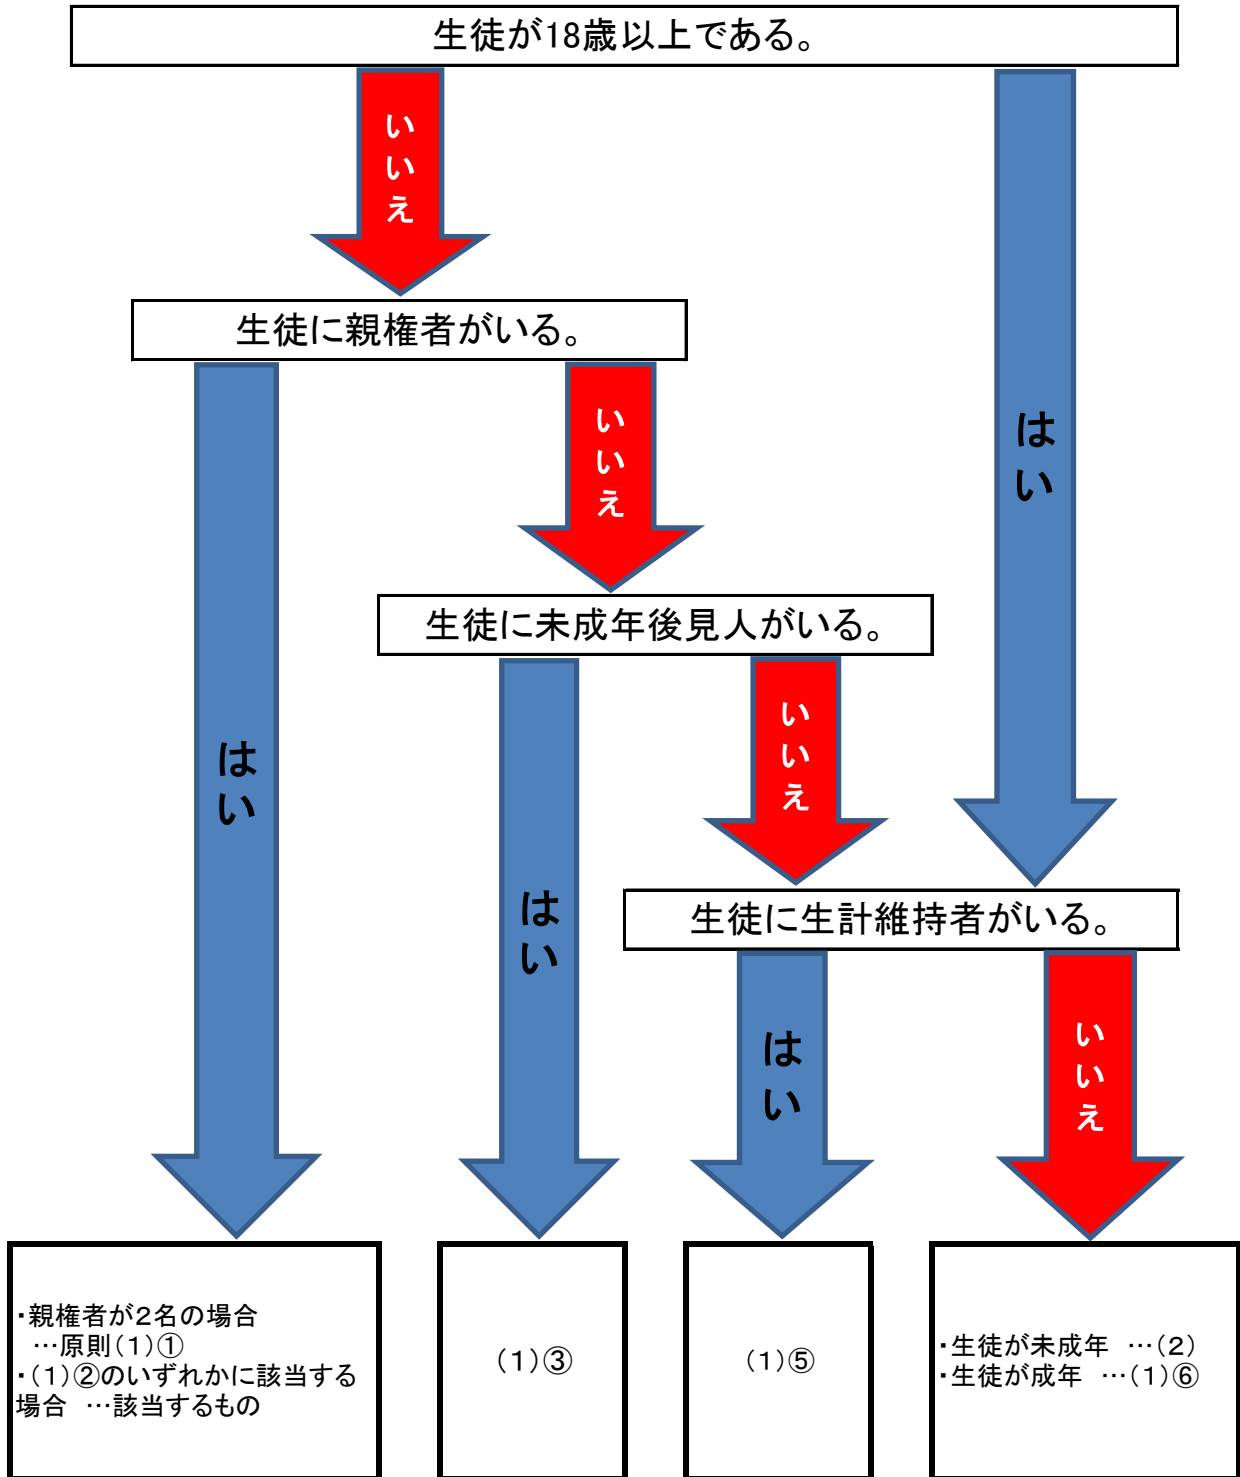 生徒が18歳以上である。
いいえ
はい
生徒に親権者がいる。
はい
いいえ
生徒に未成年後見人がいる。
はい
いいえ
生徒に生計維持者がいる。
はい
いいえ
・親権者が2名の場合
…原則(1)①
・(1)②のいずれかに該当する
場合 …該当するもの
(1)③
(1)⑤
・生徒が未成年 …(2)
・生徒が成年 …(1)⑥